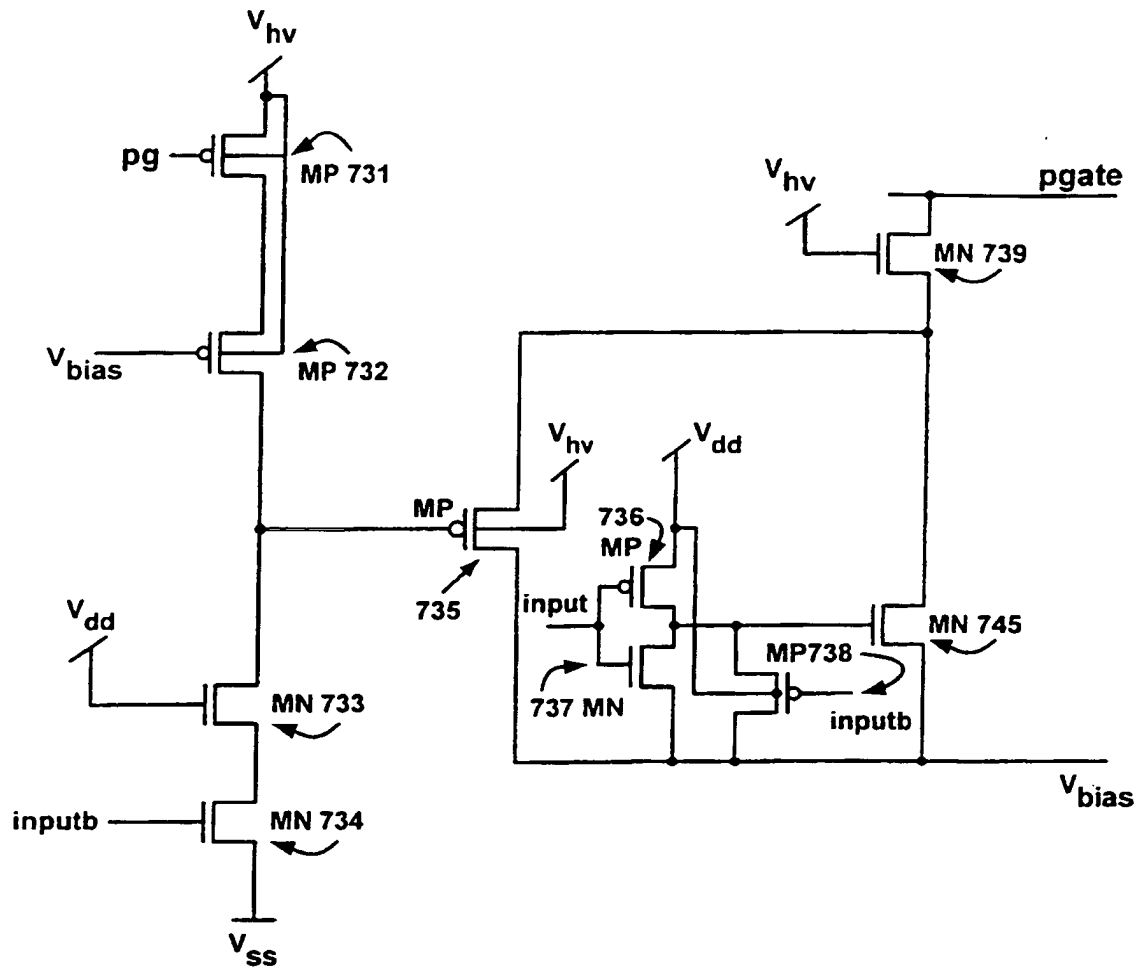 Vhv
pg
MP 731
Vbias
MP 732
Vdd
MN 733
inputb
MN 734
Vss
MP
735
Vhv
Vdd
736
MP
input
737 MN
MP738
inputb
Vhv
pgate
MN 739
MN 745
Vbias